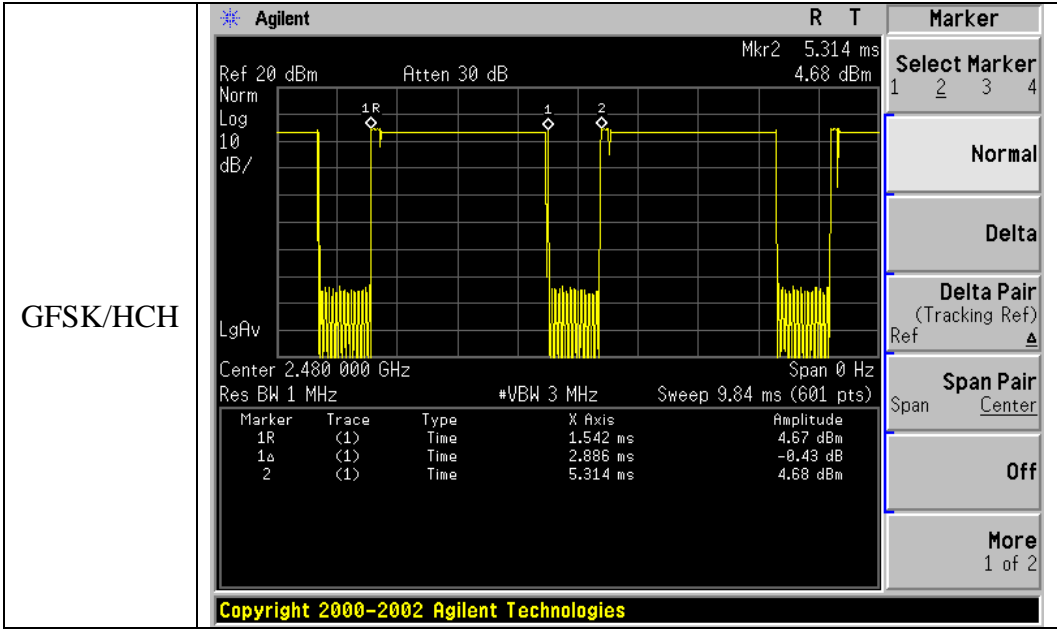 GFSK/HCH
Agilent R T
Mkr2 5.314 ms
Ref 20 dBm Atten 30 dB 4.68 dBm
Norm
Log
10
dB/
1R 1 2
LgAv
Center 2.480 000 GHz Span 0 Hz
Res BW 1 MHz #VBW 3 MHz Sweep 9.84 ms (601 pts)
Marker Trace Type X Axis Amplitude
1R (1) Time 1.542 ms 4.67 dBm
1Δ (1) Time 2.886 ms -0.43 dB
2 (1) Time 5.314 ms 4.68 dBm
Copyright 2000-2002 Agilent Technologies
Marker
Select Marker
1 2 3 4
Normal
Delta
Delta Pair
(Tracking Ref)
Ref Δ
Span Pair
Span Center
Off
More
1 of 2